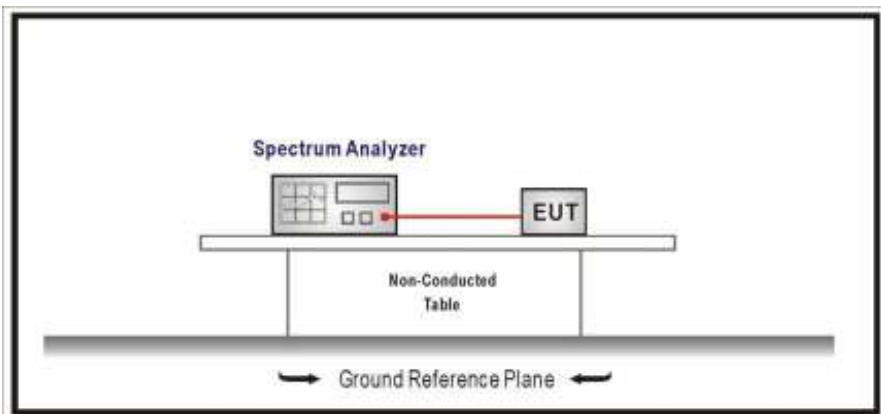 Spectrum Analyzer
EUT
Non-Conducted
Table
Ground Reference Plane